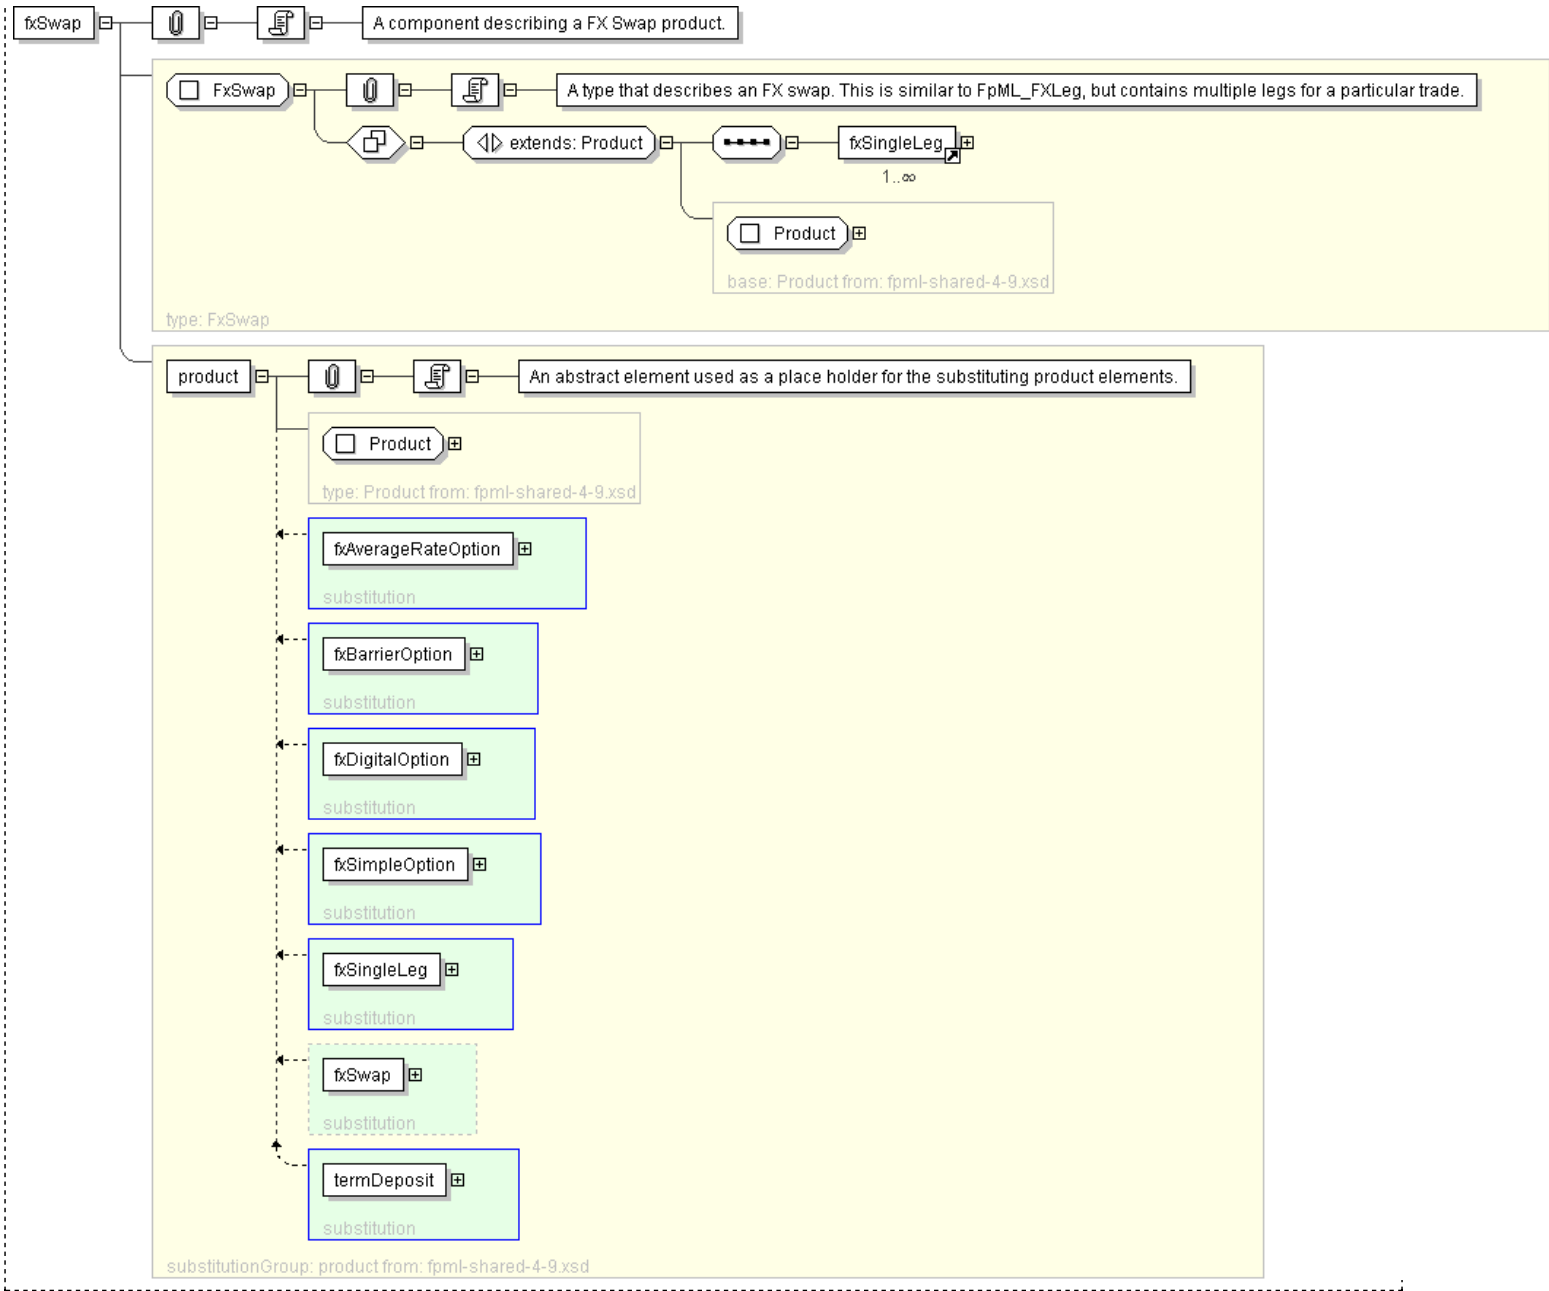 fxSwap
A component describing a FX Swap product.
FxSwap
A type that describes an FX swap. This is similar to FpML_FXLeg, but contains multiple legs for a particular trade.
extends: Product
fxSingleLeg
1..∞
Product
base: Product from: fpml-shared-4-9.xsd
type: FxSwap
product
An abstract element used as a place holder for the substituting product elements.
Product
type: Product from: fpml-shared-4-9.xsd
fxAverageRateOption
substitution
fxBarrierOption
substitution
fxDigitalOption
substitution
fxSimpleOption
substitution
fxSingleLeg
substitution
fxSwap
substitution
termDeposit
substitution
substitutionGroup: product from: fpml-shared-4-9.xsd